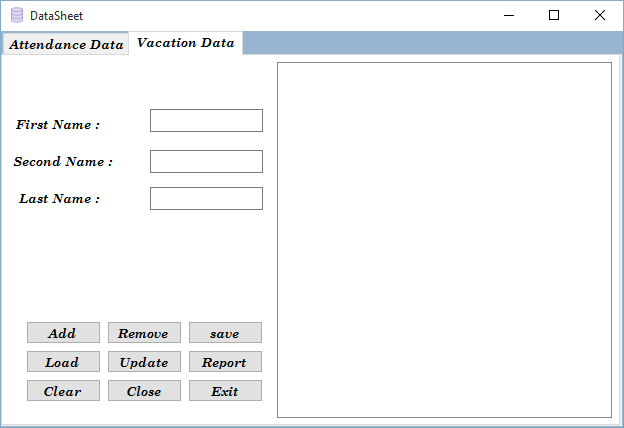 DataSheet
Attendance Data Vacation Data
First Name :
Second Name :
Last Name :
Add Remove save
Load Update Report
Clear Close Exit